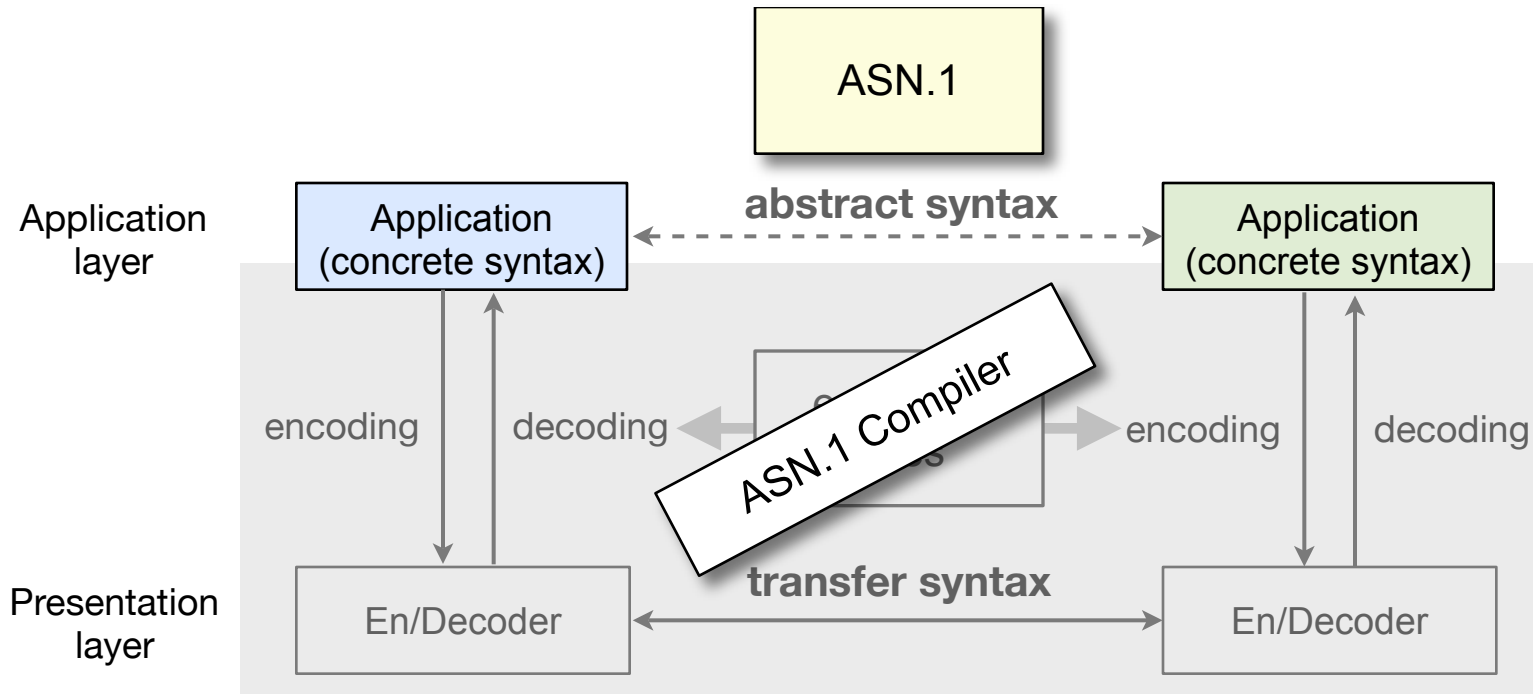 ASN.1
Application
layer
Application
(concrete syntax)
abstract syntax
Application
(concrete syntax)
encoding
decoding
ASN.1 Compiler
encoding
decoding
Presentation
layer
En/Decoder
transfer syntax
En/Decoder